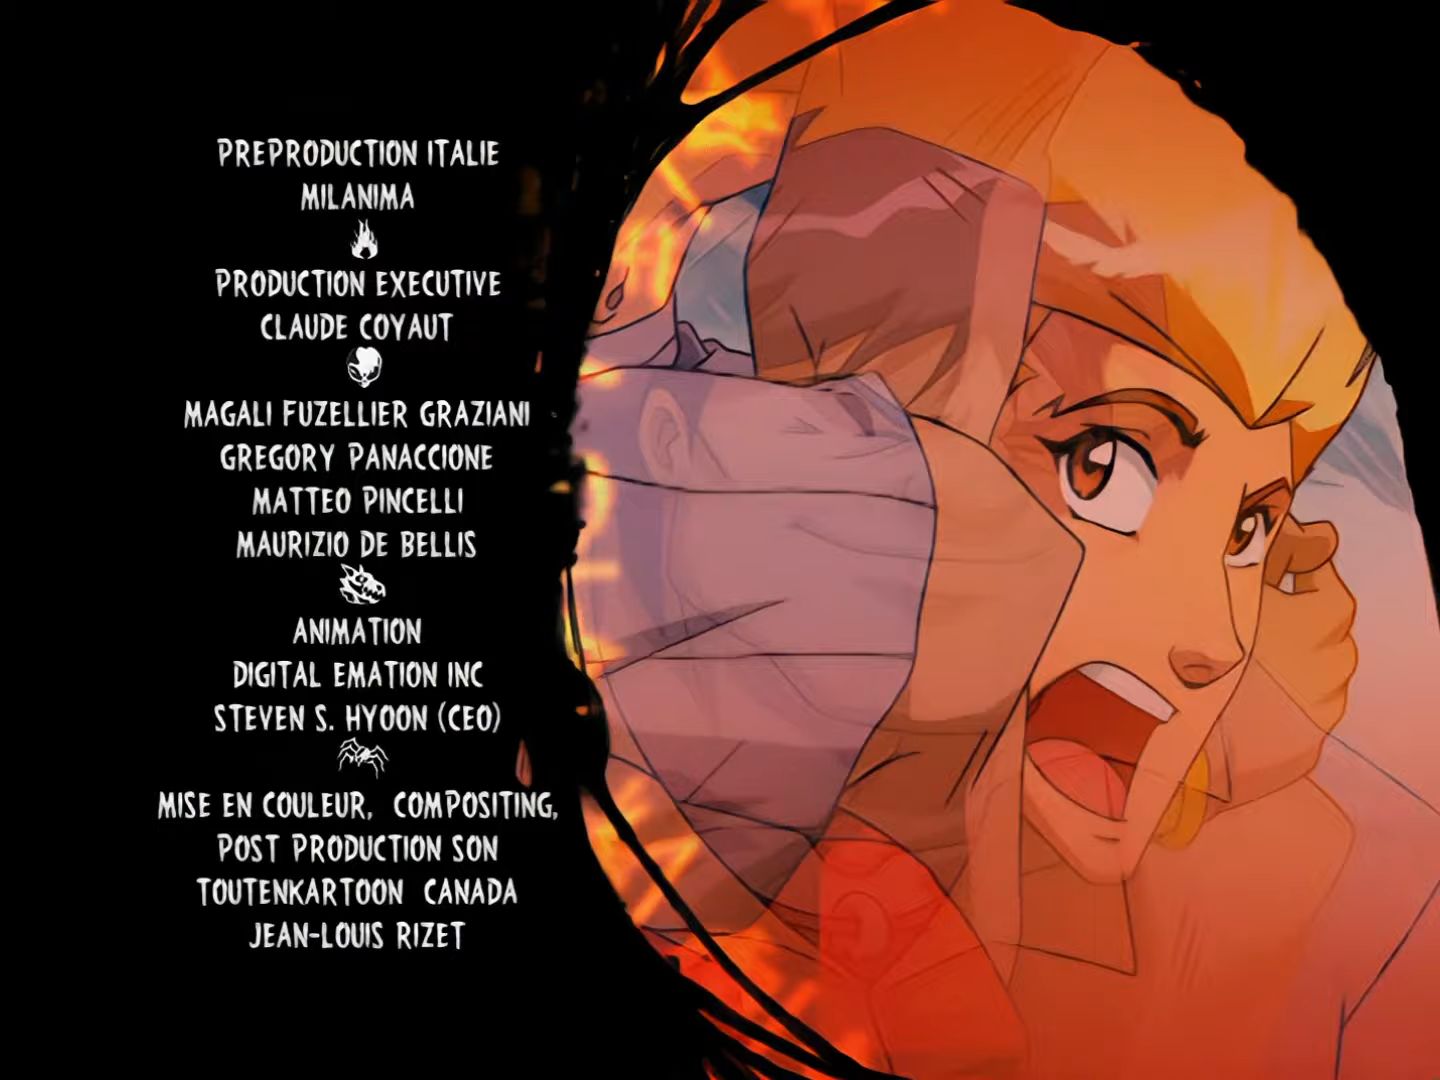 PREPRODUCTION ITALIE
MILANIMA
PRODUCTION EXECUTIVE
CLAUDE COYAUT
MAGALI FUZELLIER GRAZIANI
GREGORY PANACCIONE
MATTEO PINCELLI
MAURIZIO DE BELLIS
ANIMATION
DIGITAL EMATION INC
STEVEN S. HYOON (CEO)
MISE EN COULEUR, COMPOSITING,
POST PRODUCTION SON
TOUTENKARTOON CANADA
JEAN-LOUIS RIZET